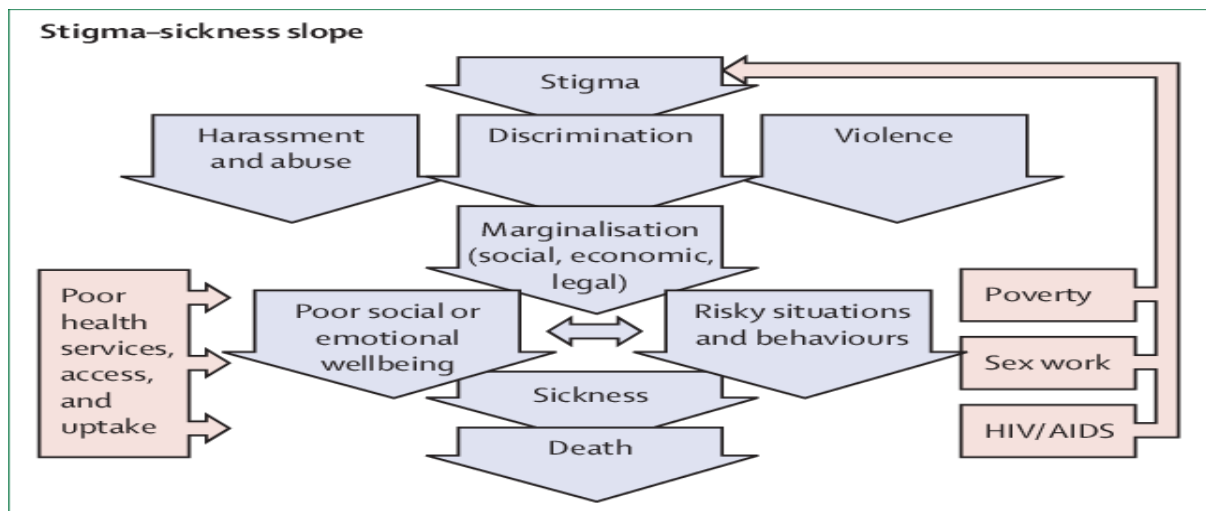 Stigma–sickness slope
Stigma
Harassment
and abuse
Discrimination
Violence
Marginalisation
(social, economic,
legal)
Poor
health
services,
access,
and
uptake
Poor social or
emotional
wellbeing
Risky situations
and behaviours
Poverty
Sex work
HIV/AIDS
Sickness
Death